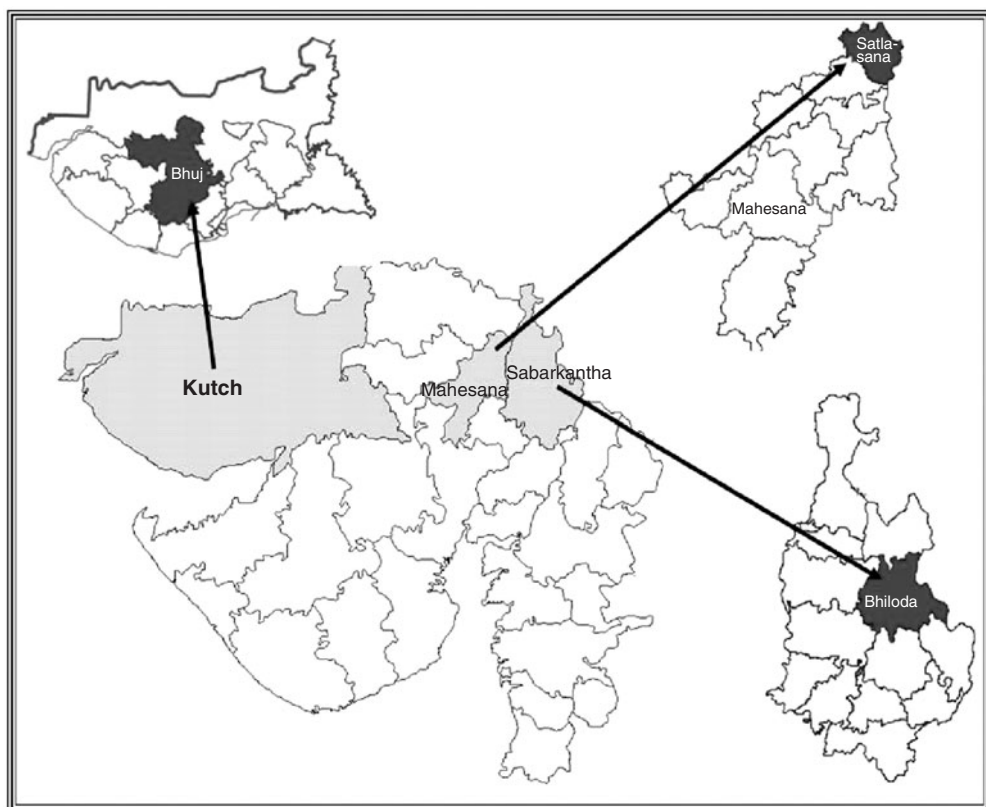 Satla-
sana
Bhuj
Mahesana
Kutch
Mahesana
Sabarkantha
Bhiloda